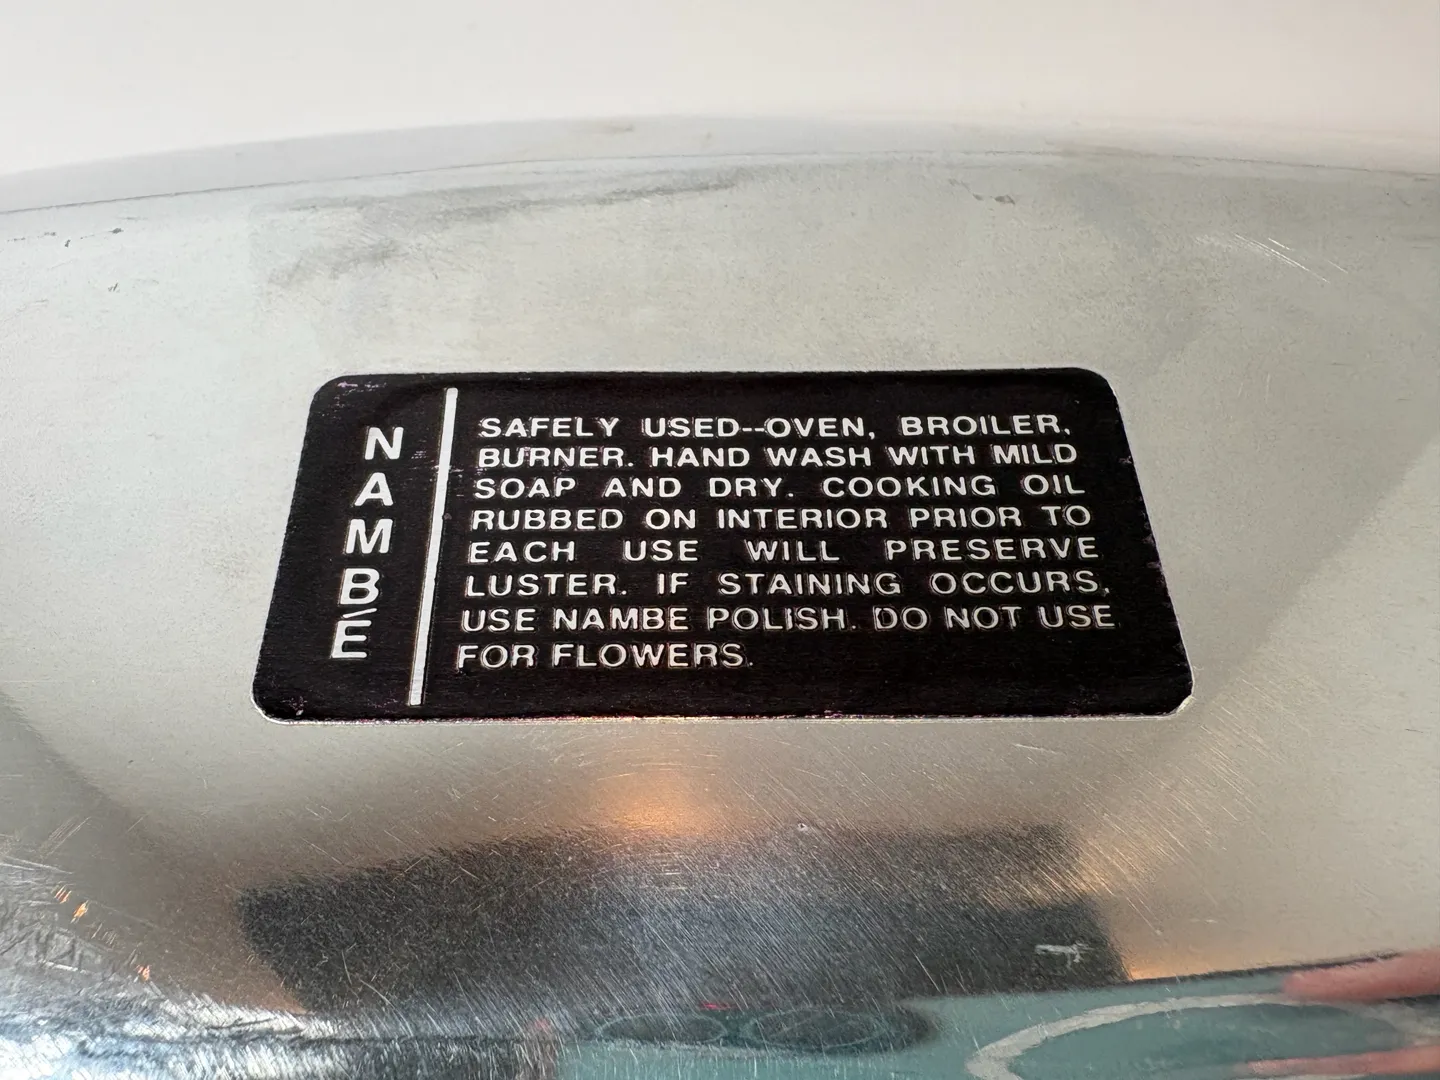 NAMBÉ
SAFELY USED--OVEN, BROILER,
BURNER. HAND WASH WITH MILD
SOAP AND DRY. COOKING OIL
RUBBED ON INTERIOR PRIOR TO
EACH USE WILL PRESERVE
LUSTER. IF STAINING OCCURS,
USE NAMBE POLISH. DO NOT USE
FOR FLOWERS.